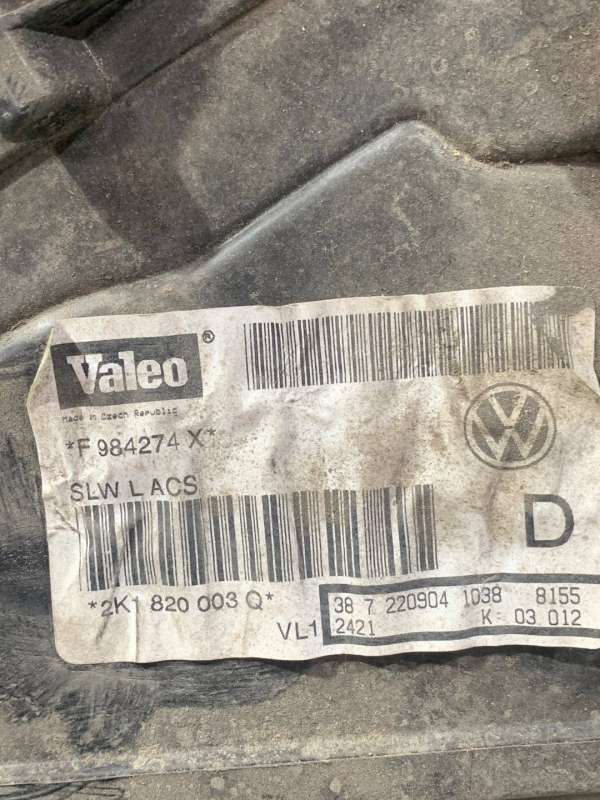 Valeo®
Made in Czech Republic
*F 984274 X*
SLW L ACS
D
*2K1 820 003 Q*
VL1
38 7 220904 1038 8155
2421 K 03 012